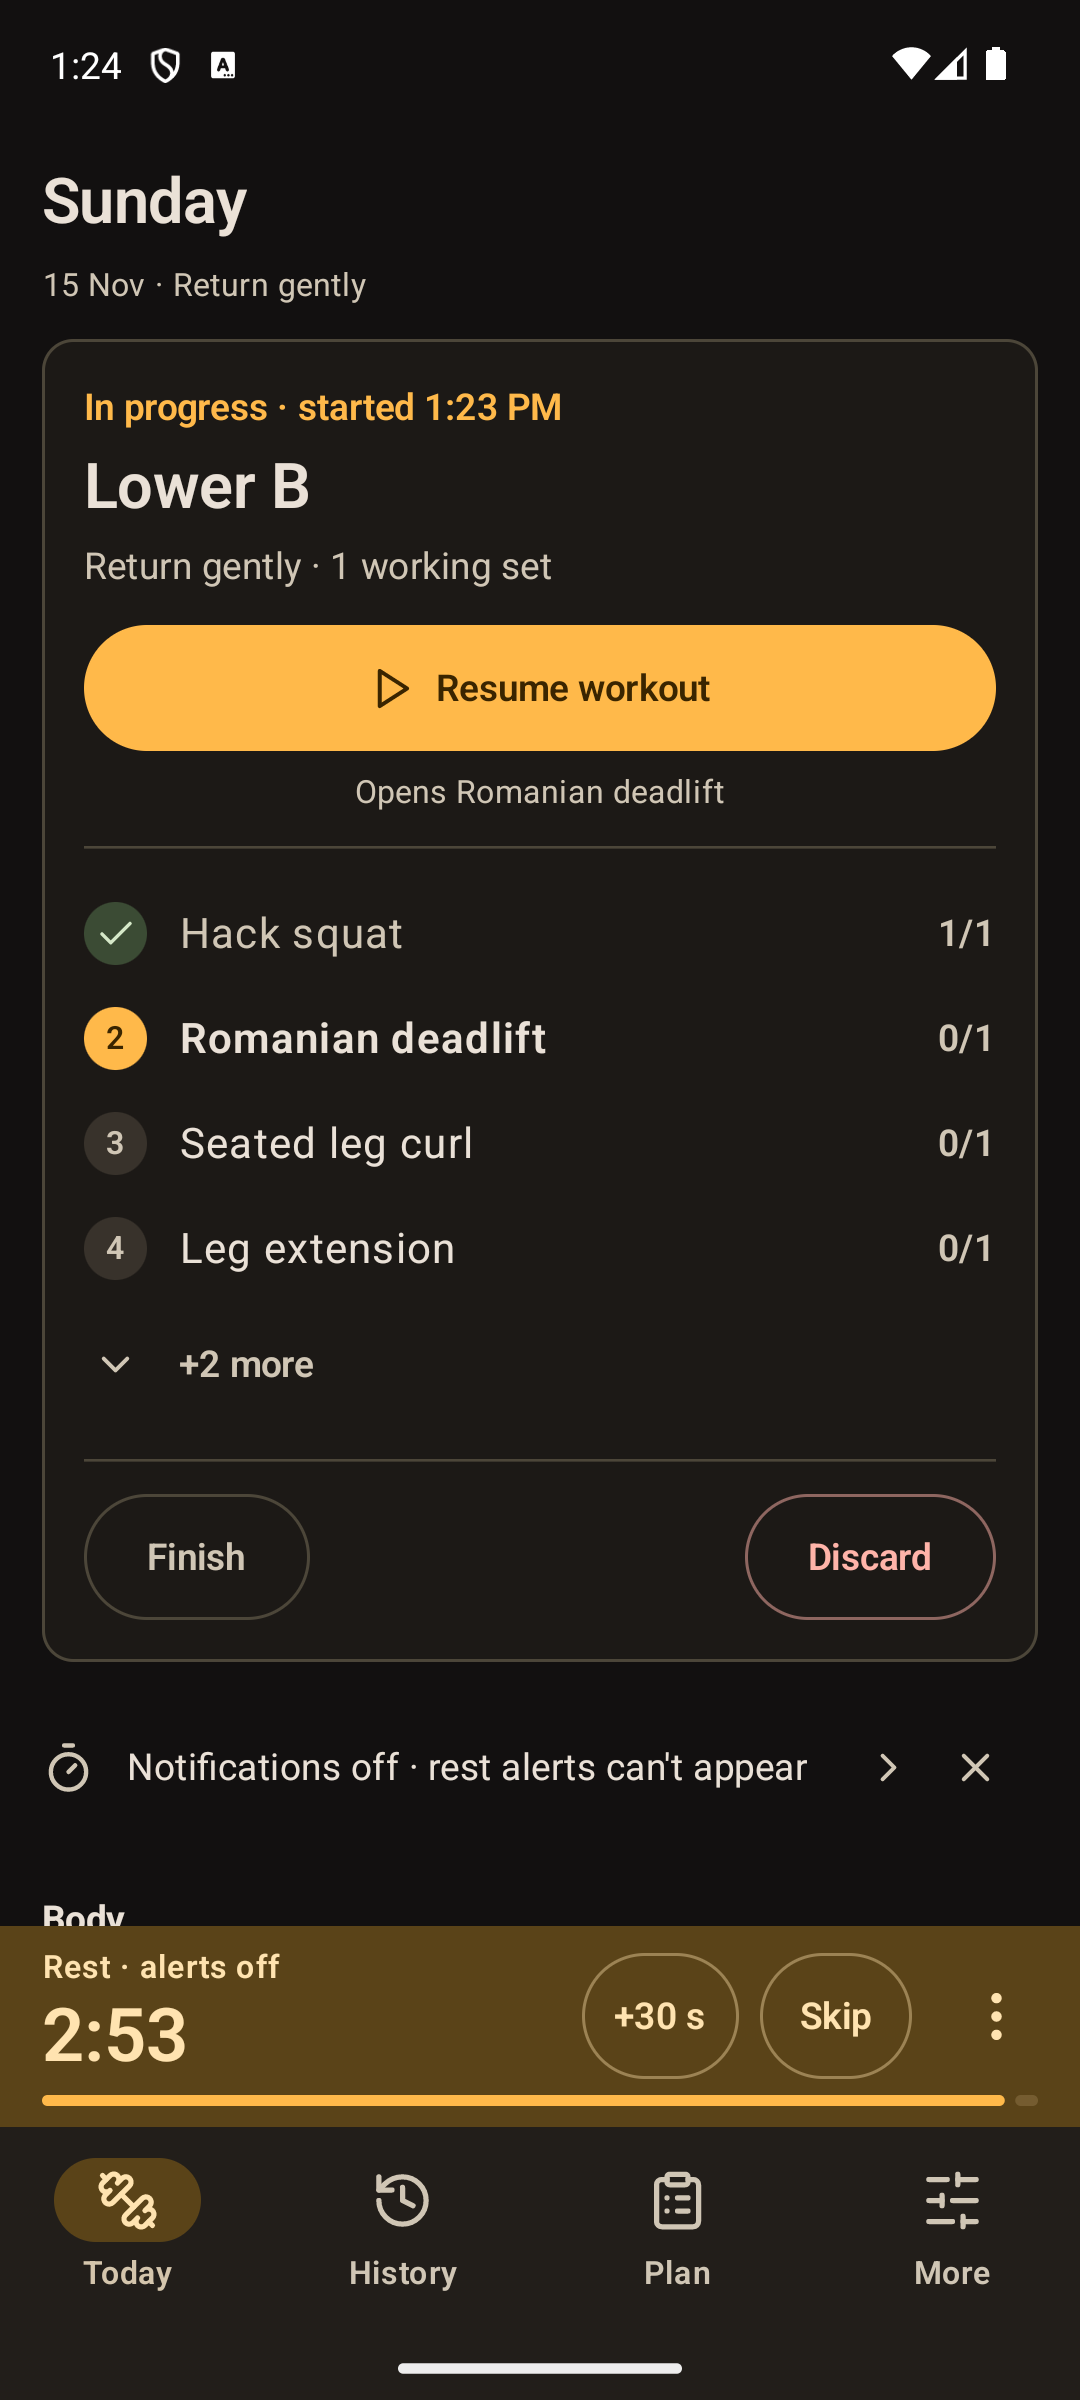 1:24
Sunday
15 Nov · Return gently
In progress · started 1:23 PM
Lower B
Return gently · 1 working set
Resume workout
Opens Romanian deadlift
Hack squat 1/1
2 Romanian deadlift 0/1
3 Seated leg curl 0/1
4 Leg extension 0/1
+2 more
Finish Discard
Notifications off · rest alerts can't appear
Body
Rest · alerts off
2:53 +30 s Skip
Today History Plan More